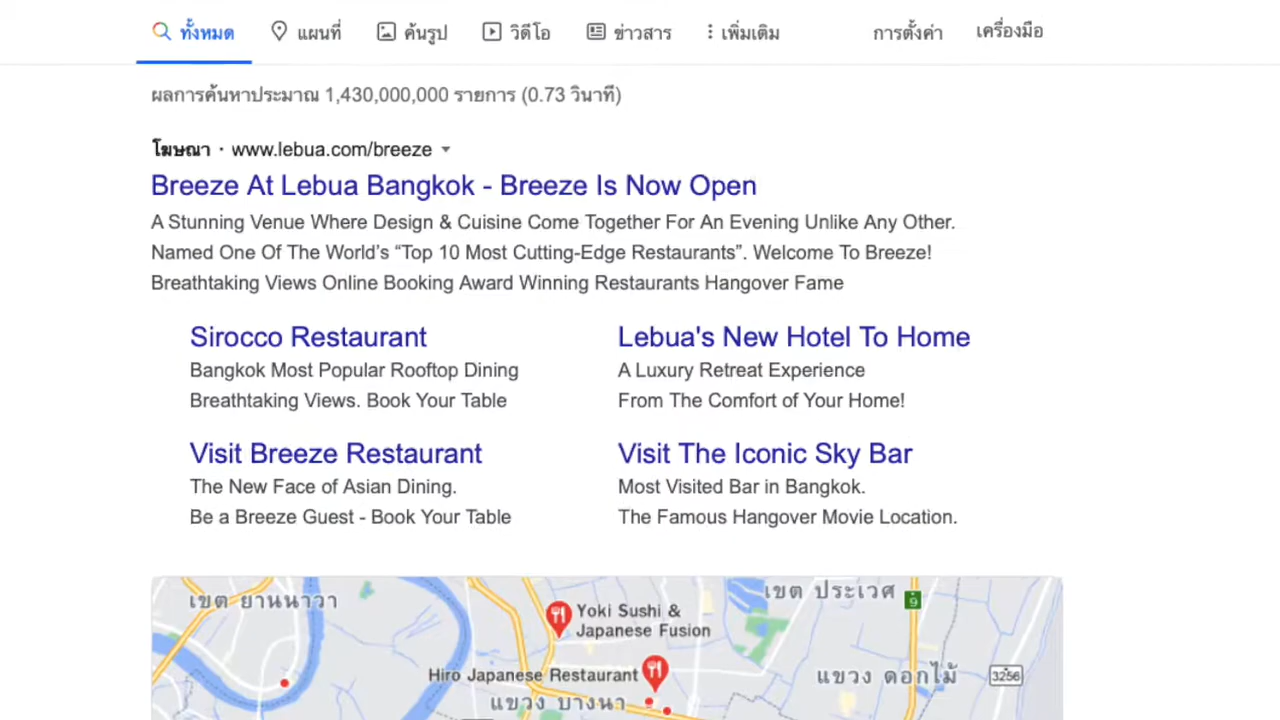 ทั้งหมด แผนที่ ค้นรูป วิดีโอ ข่าวสาร เพิ่มเติม การตั้งค่า เครื่องมือ
ผลการค้นหาประมาณ 1,430,000,000 รายการ (0.73 วินาที)
โฆษณา · www.lebua.com/breeze
Breeze At Lebua Bangkok - Breeze Is Now Open
A Stunning Venue Where Design & Cuisine Come Together For An Evening Unlike Any Other.
Named One Of The World’s “Top 10 Most Cutting-Edge Restaurants”. Welcome To Breeze!
Breathtaking Views Online Booking Award Winning Restaurants Hangover Fame
Sirocco Restaurant
Bangkok Most Popular Rooftop Dining
Breathtaking Views. Book Your Table
Lebua's New Hotel To Home
A Luxury Retreat Experience
From The Comfort of Your Home!
Visit Breeze Restaurant
The New Face of Asian Dining.
Be a Breeze Guest - Book Your Table
Visit The Iconic Sky Bar
Most Visited Bar in Bangkok.
The Famous Hangover Movie Location.
เขต ยานนาวา
Yoki Sushi &
Japanese Fusion
เขต ประเวศ
9
Hiro Japanese Restaurant
แขวง ดอกไม้
3256
แขวง บางนา